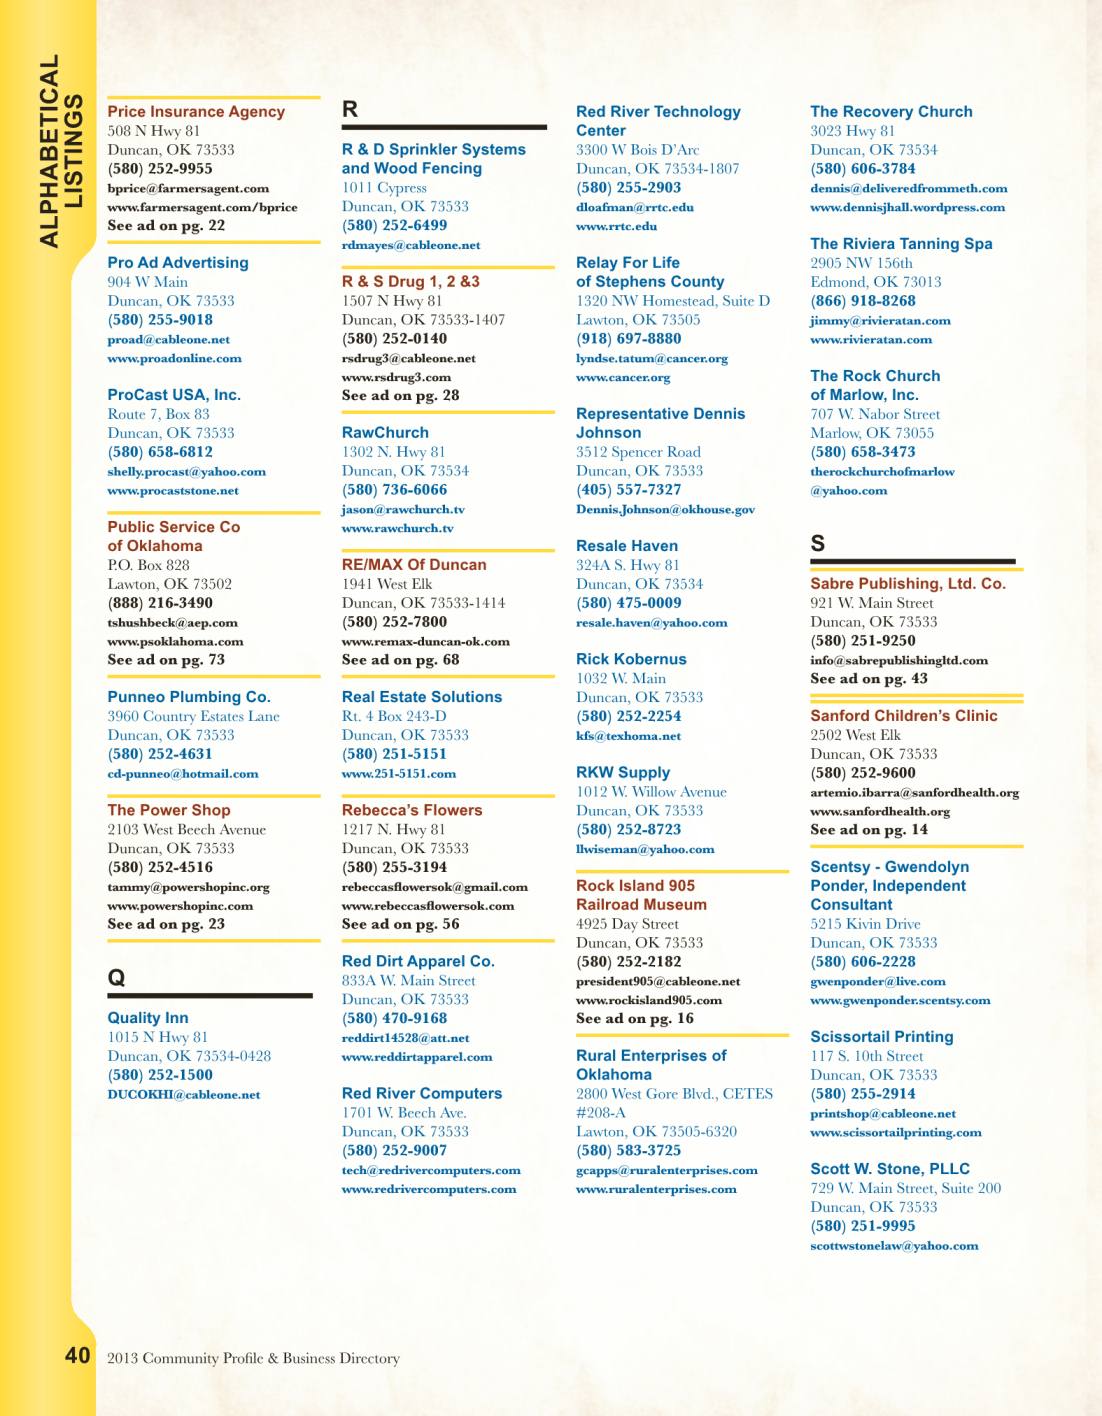 ALPHABETICAL
LISTINGS
Price Insurance Agency
508 N Hwy 81
Duncan, OK 73533
(580) 252-9955
bprice@farmersagent.com
www.farmersagent.com/bprice
See ad on pg. 22
Pro Ad Advertising
904 W Main
Duncan, OK 73533
(580) 255-9018
proad@cableone.net
www.proadonline.com
ProCast USA, Inc.
Route 7, Box 83
Duncan, OK 73533
(580) 658-6812
shelly.procast@yahoo.com
www.procaststone.net
Public Service Co
of Oklahoma
P.O. Box 828
Lawton, OK 73502
(888) 216-3490
tshushbeck@aep.com
www.psoklahoma.com
See ad on pg. 73
Punneo Plumbing Co.
3960 Country Estates Lane
Duncan, OK 73533
(580) 252-4631
cd-punneo@hotmail.com
The Power Shop
2103 West Beech Avenue
Duncan, OK 73533
(580) 252-4516
tammy@powershopinc.org
www.powershopinc.com
See ad on pg. 23
Q
Quality Inn
1015 N Hwy 81
Duncan, OK 73534-0428
(580) 252-1500
DUCOKHI@cableone.net
R
R & D Sprinkler Systems
and Wood Fencing
1011 Cypress
Duncan, OK 73533
(580) 252-6499
rdmayes@cableone.net
R & S Drug 1, 2 &3
1507 N Hwy 81
Duncan, OK 73533-1407
(580) 252-0140
rsdrug3@cableone.net
www.rsdrug3.com
See ad on pg. 28
RawChurch
1302 N. Hwy 81
Duncan, OK 73534
(580) 736-6066
jason@rawchurch.tv
www.rawchurch.tv
RE/MAX Of Duncan
1941 West Elk
Duncan, OK 73533-1414
(580) 252-7800
www.remax-duncan-ok.com
See ad on pg. 68
Real Estate Solutions
Rt. 4 Box 243-D
Duncan, OK 73533
(580) 251-5151
www.251-5151.com
Rebecca's Flowers
1217 N. Hwy 81
Duncan, OK 73533
(580) 255-3194
rebeccasflowersok@gmail.com
www.rebeccasflowersok.com
See ad on pg. 56
Red Dirt Apparel Co.
833A W. Main Street
Duncan, OK 73533
(580) 470-9168
reddirt14528@att.net
www.reddirtapparel.com
Red River Computers
1701 W. Beech Ave.
Duncan, OK 73533
(580) 252-9007
tech@redrivercomputers.com
www.redrivercomputers.com
Red River Technology
Center
3300 W Bois D'Arc
Duncan, OK 73534-1807
(580) 255-2903
dloafman@rrtc.edu
www.rrtc.edu
Relay For Life
of Stephens County
1320 NW Homestead, Suite D
Lawton, OK 73505
(918) 697-8880
lyndse.tatum@cancer.org
www.cancer.org
Representative Dennis
Johnson
3512 Spencer Road
Duncan, OK 73533
(405) 557-7327
Dennis.Johnson@okhouse.gov
Resale Haven
324A S. Hwy 81
Duncan, OK 73534
(580) 475-0009
resale.haven@yahoo.com
Rick Kobernus
1032 W. Main
Duncan, OK 73533
(580) 252-2254
kfs@texhoma.net
RKW Supply
1012 W. Willow Avenue
Duncan, OK 73533
(580) 252-8723
llwiseman@yahoo.com
Rock Island 905
Railroad Museum
4925 Day Street
Duncan, OK 73533
(580) 252-2182
president905@cableone.net
www.rockisland905.com
See ad on pg. 16
Rural Enterprises of
Oklahoma
2800 West Gore Blvd., CETES
#208-A
Lawton, OK 73505-6320
(580) 583-3725
gcapps@ruralenterprises.com
www.ruralenterprises.com
The Recovery Church
3023 Hwy 81
Duncan, OK 73534
(580) 606-3784
dennis@deliveredfrommeth.com
www.dennisjhall.wordpress.com
The Riviera Tanning Spa
2905 NW 156th
Edmond, OK 73013
(866) 918-8268
jimmy@rivieratan.com
www.rivieratan.com
The Rock Church
of Marlow, Inc.
707 W. Nabor Street
Marlow, OK 73055
(580) 658-3473
therockchurchofmarlow
@yahoo.com
S
Sabre Publishing, Ltd. Co.
921 W. Main Street
Duncan, OK 73533
(580) 251-9250
info@sabrepublishingltd.com
See ad on pg. 43
Sanford Children's Clinic
2502 West Elk
Duncan, OK 73533
(580) 252-9600
artemio.ibarra@sanfordhealth.org
www.sanfordhealth.org
See ad on pg. 14
Scentsy - Gwendolyn
Ponder, Independent
Consultant
5215 Kivin Drive
Duncan, OK 73533
(580) 606-2228
gwenponder@live.com
www.gwenponder.scentsy.com
Scissortail Printing
117 S. 10th Street
Duncan, OK 73533
(580) 255-2914
printshop@cableone.net
www.scissortailprinting.com
Scott W. Stone, PLLC
729 W. Main Street, Suite 200
Duncan, OK 73533
(580) 251-9995
scottwstonelaw@yahoo.com
40 2013 Community Profile & Business Directory